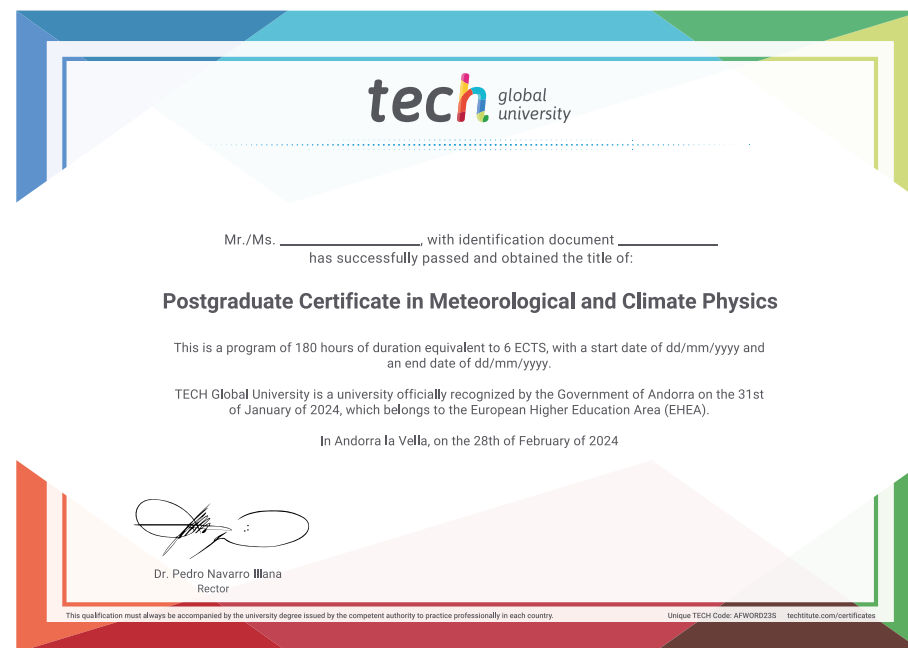 tech global university
Mr./Ms. ____________________, with identification document ______________
has successfully passed and obtained the title of:
Postgraduate Certificate in Meteorological and Climate Physics
This is a program of 180 hours of duration equivalent to 6 ECTS, with a start date of dd/mm/yyyy and
an end date of dd/mm/yyyy.
TECH Global University is a university officially recognized by the Government of Andorra on the 31st
of January of 2024, which belongs to the European Higher Education Area (EHEA).
In Andorra la Vella, on the 28th of February of 2024
Dr. Pedro Navarro Illana
Rector
This qualification must always be accompanied by the university degree issued by the competent authority to practice professionally in each country. Unique TECH Code: AFWORD23S techtitute.com/certificates